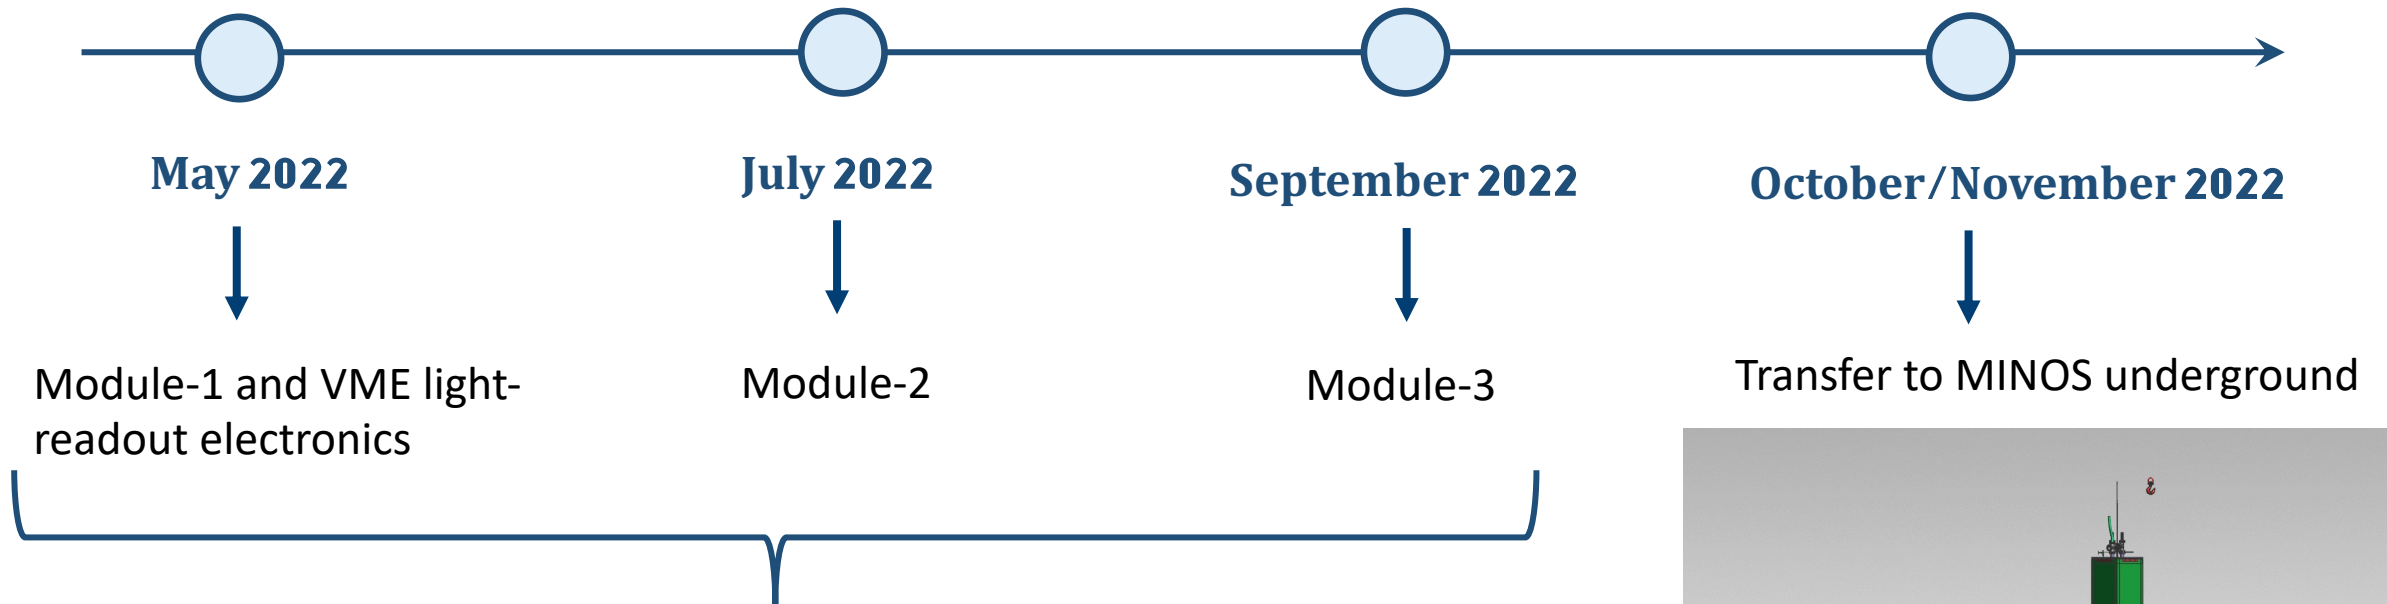 May 2022
July 2022
September 2022
October/November 2022
Module-1 and VME light-
readout electronics
Module-2
Module-3
Transfer to MINOS underground